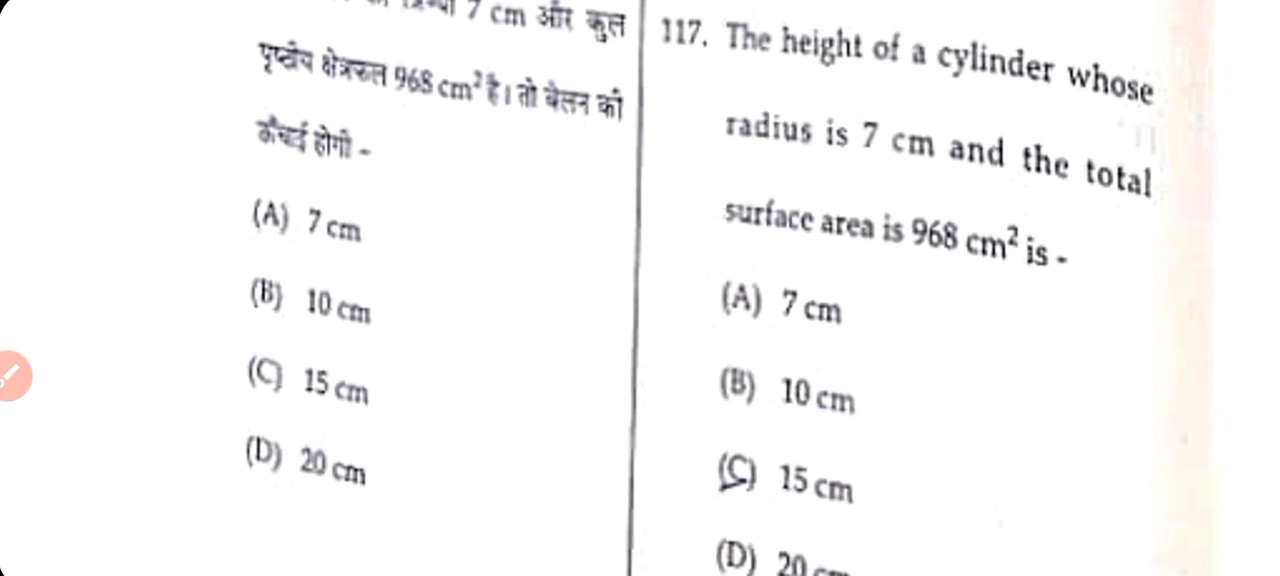 7 cm और कुल
पृष्ठीय क्षेत्रफल 968 cm² है। तो बेलन की
ऊँचाई होगी -
(A) 7 cm
(B) 10 cm
(C) 15 cm
(D) 20 cm
117. The height of a cylinder whose
radius is 7 cm and the total
surface area is 968 cm² is -
(A) 7 cm
(B) 10 cm
(C) 15 cm
(D) 20 cm